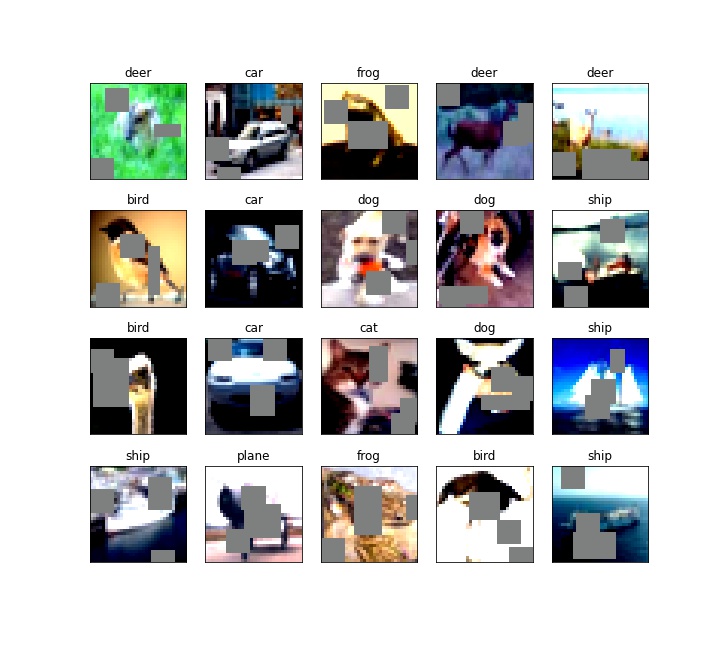 deer car frog deer deer
bird car dog dog ship
bird car cat dog ship
ship plane frog bird ship